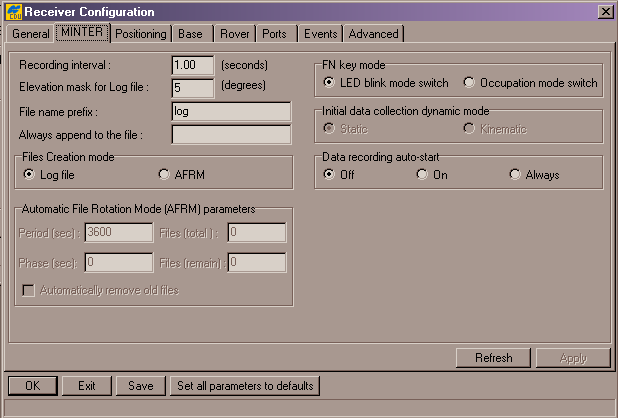 Receiver Configuration
General MINTER Positioning Base Rover Ports Events Advanced
Recording interval : 1.00 (seconds)
Elevation mask for Log file : 5 (degrees)
File name prefix : log
Always append to the file :
Files Creation mode
Log file AFRM
Automatic File Rotation Mode (AFRM) parameters
Period (sec) : 3600 Files (total ) : 0
Phase (sec): 0 Files (remain) : 0
Automatically remove old files
FN key mode
LED blink mode switch Occupation mode switch
Initial data collection dynamic mode
Static Kinematic
Data recording auto-start
Off On Always
Refresh Apply
OK Exit Save Set all parameters to defaults